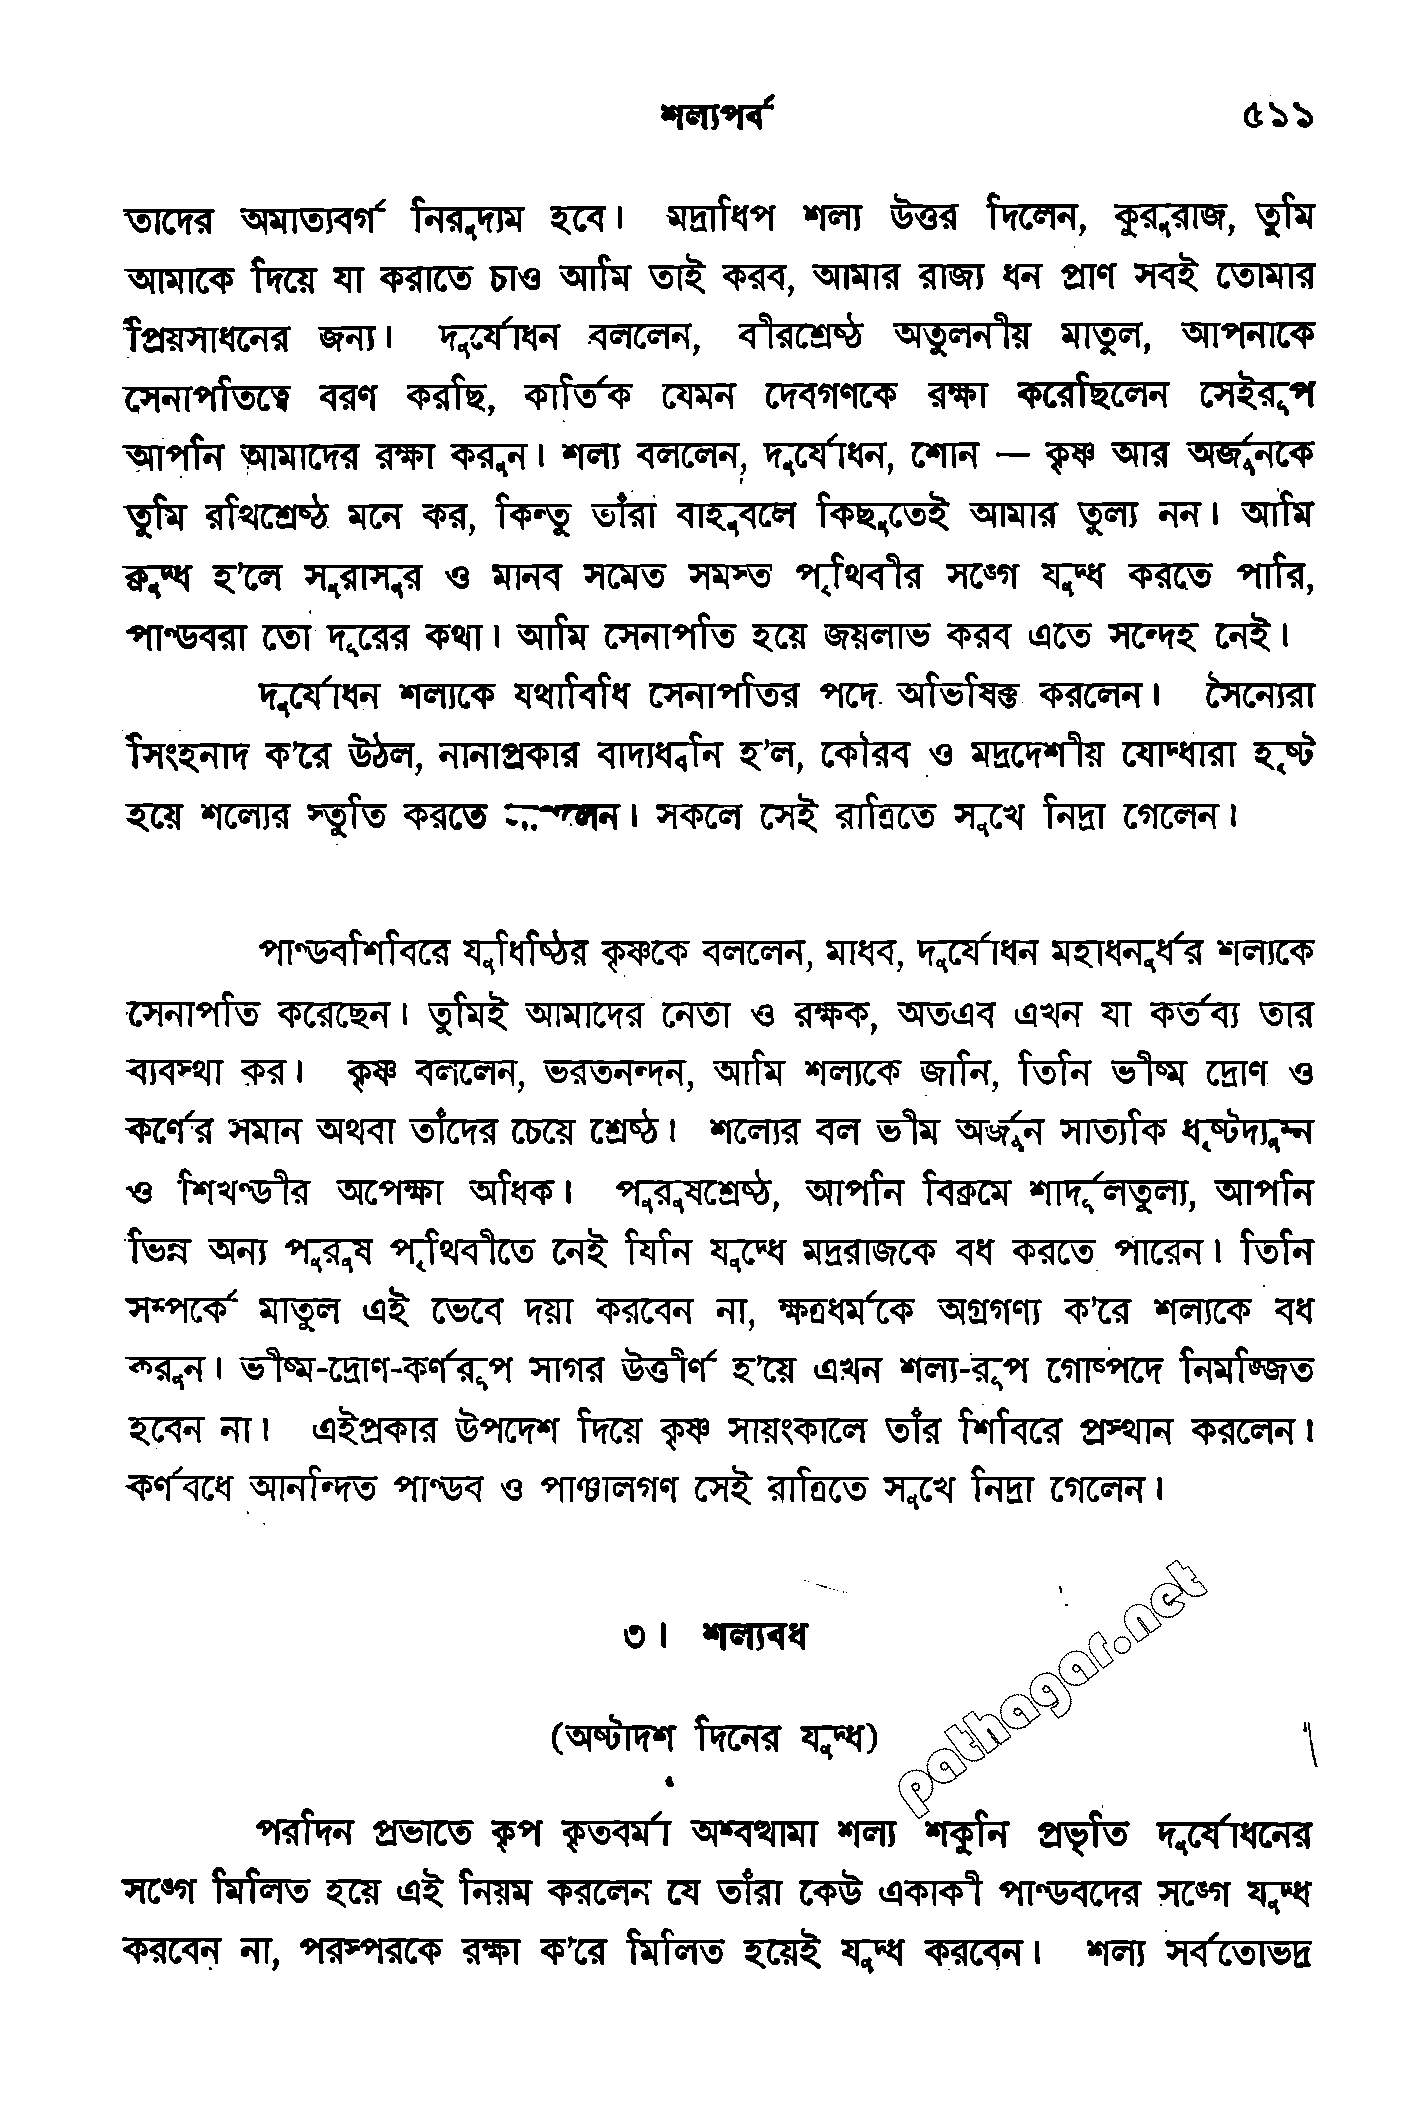 শল্যপর্ব ৫১১
তাদের অমাত্যবর্গ নিরুদ্যম হবে। মদ্রাধিপ শল্য উত্তর দিলেন, কুরুরাজ, তুমি
আমাকে দিয়ে যা করাতে চাও আমি তাই করব, আমার রাজ্য ধন প্রাণ সবই তোমার
প্রিয়সাধনের জন্য। দুর্যোধন বললেন, বীরশ্রেষ্ঠ অতুলনীয় মাতুল, আপনাকে
সেনাপতিত্বে বরণ করছি, কার্তিক যেমন দেবগণকে রক্ষা করেছিলেন সেইরূপ
আপনি আমাদের রক্ষা করুন। শল্য বললেন, দুর্যোধন, শোন — কৃষ্ণ আর অর্জুনকে
তুমি রথিশ্রেষ্ঠ মনে কর, কিন্তু তাঁরা বাহুবলে কিছুতেই আমার তুল্য নন। আমি
ক্রুদ্ধ হ’লে সুরাসুর ও মানব সমেত সমস্ত পৃথিবীর সঙ্গে যুদ্ধ করতে পারি,
পাণ্ডবরা তো দূরের কথা। আমি সেনাপতি হয়ে জয়লাভ করব এতে সন্দেহ নেই।
দুর্যোধন শল্যকে যথাবিধি সেনাপতির পদে অভিষিক্ত করলেন। সৈন্যেরা
সিংহনাদ ক’রে উঠল, নানাপ্রকার বাদ্যধ্বনি হ’ল, কৌরব ও মদ্রদেশীয় যোদ্ধারা হৃষ্ট
হয়ে শল্যের স্তুতি করতে সকলে সেই রাত্রিতে সুখে নিদ্রা গেলেন।
পাণ্ডবশিবিরে যুধিষ্ঠির কৃষ্ণকে বললেন, মাধব, দুর্যোধন মহাধনুর্ধর শল্যকে
সেনাপতি করেছেন। তুমিই আমাদের নেতা ও রক্ষক, অতএব এখন যা কর্তব্য তার
ব্যবস্থা কর। কৃষ্ণ বললেন, ভরতনন্দন, আমি শল্যকে জানি, তিনি ভীষ্ম দ্রোণ ও
কর্ণের সমান অথবা তাঁদের চেয়ে শ্রেষ্ঠ। শল্যের বল ভীম অর্জুন সাত্যকি ধৃষ্টদ্যুম্ন
ও শিখণ্ডীর অপেক্ষা অধিক। পুরুষশ্রেষ্ঠ, আপনি বিক্রমে শার্দূলতুল্য, আপনি
ভিন্ন অন্য পুরুষ পৃথিবীতে নেই যিনি যুদ্ধে মদ্ররাজকে বধ করতে পারেন। তিনি
সম্পর্কে মাতুল এই ভেবে দয়া করবেন না, ক্ষত্রধর্মকে অগ্রগণ্য ক’রে শল্যকে বধ
করুন। ভীষ্ম-দ্রোণ-কর্ণরূপ সাগর উত্তীর্ণ হ’য়ে এখন শল্য-রূপ গোষ্পদে নিমজ্জিত
হবেন না। এইপ্রকার উপদেশ দিয়ে কৃষ্ণ সায়ংকালে তাঁর শিবিরে প্রস্থান করলেন।
কর্ণবধে আনন্দিত পাণ্ডব ও পাঞ্চালগণ সেই রাত্রিতে সুখে নিদ্রা গেলেন।
৩। শল্যবধ
(অষ্টাদশ দিনের যুদ্ধ)
pathagar.net
পরদিন প্রভাতে কৃপ কৃতবর্মা অশ্বত্থামা শল্য শকুনি প্রভৃতি দুর্যোধনের
সঙ্গে মিলিত হয়ে এই নিয়ম করলেন যে তাঁরা কেউ একাকী পাণ্ডবদের সঙ্গে যুদ্ধ
করবেন না, পরস্পরকে রক্ষা ক’রে মিলিত হয়েই যুদ্ধ করবেন। শল্য সর্বতোভদ্র